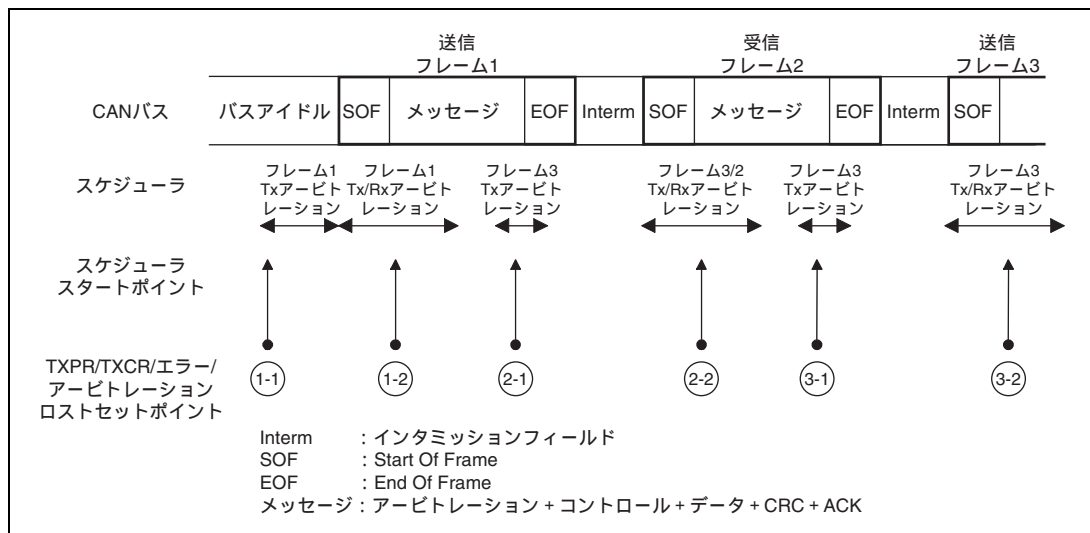 送信
フレーム1
受信
フレーム2
送信
フレーム3
CANバス
バスアイドル
SOF
メッセージ
EOF
Interm
SOF
メッセージ
EOF
Interm
SOF
スケジューラ
フレーム1
Txアービト
レーション
フレーム1
Tx/Rxアービト
レーション
フレーム3
Txアービト
レーション
フレーム3/2
Tx/Rxアービト
レーション
フレーム3
Txアービト
レーション
フレーム3
Tx/Rxアービト
レーション
スケジューラ
スタートポイント
TXPR/TXCR/エラー/
アービトレーション
ロストセットポイント
1-1
1-2
2-1
2-2
3-1
3-2
Interm :インタミッションフィールド
SOF : Start Of Frame
EOF : End Of Frame
メッセージ:アービトレーション + コントロール + データ + CRC + ACK